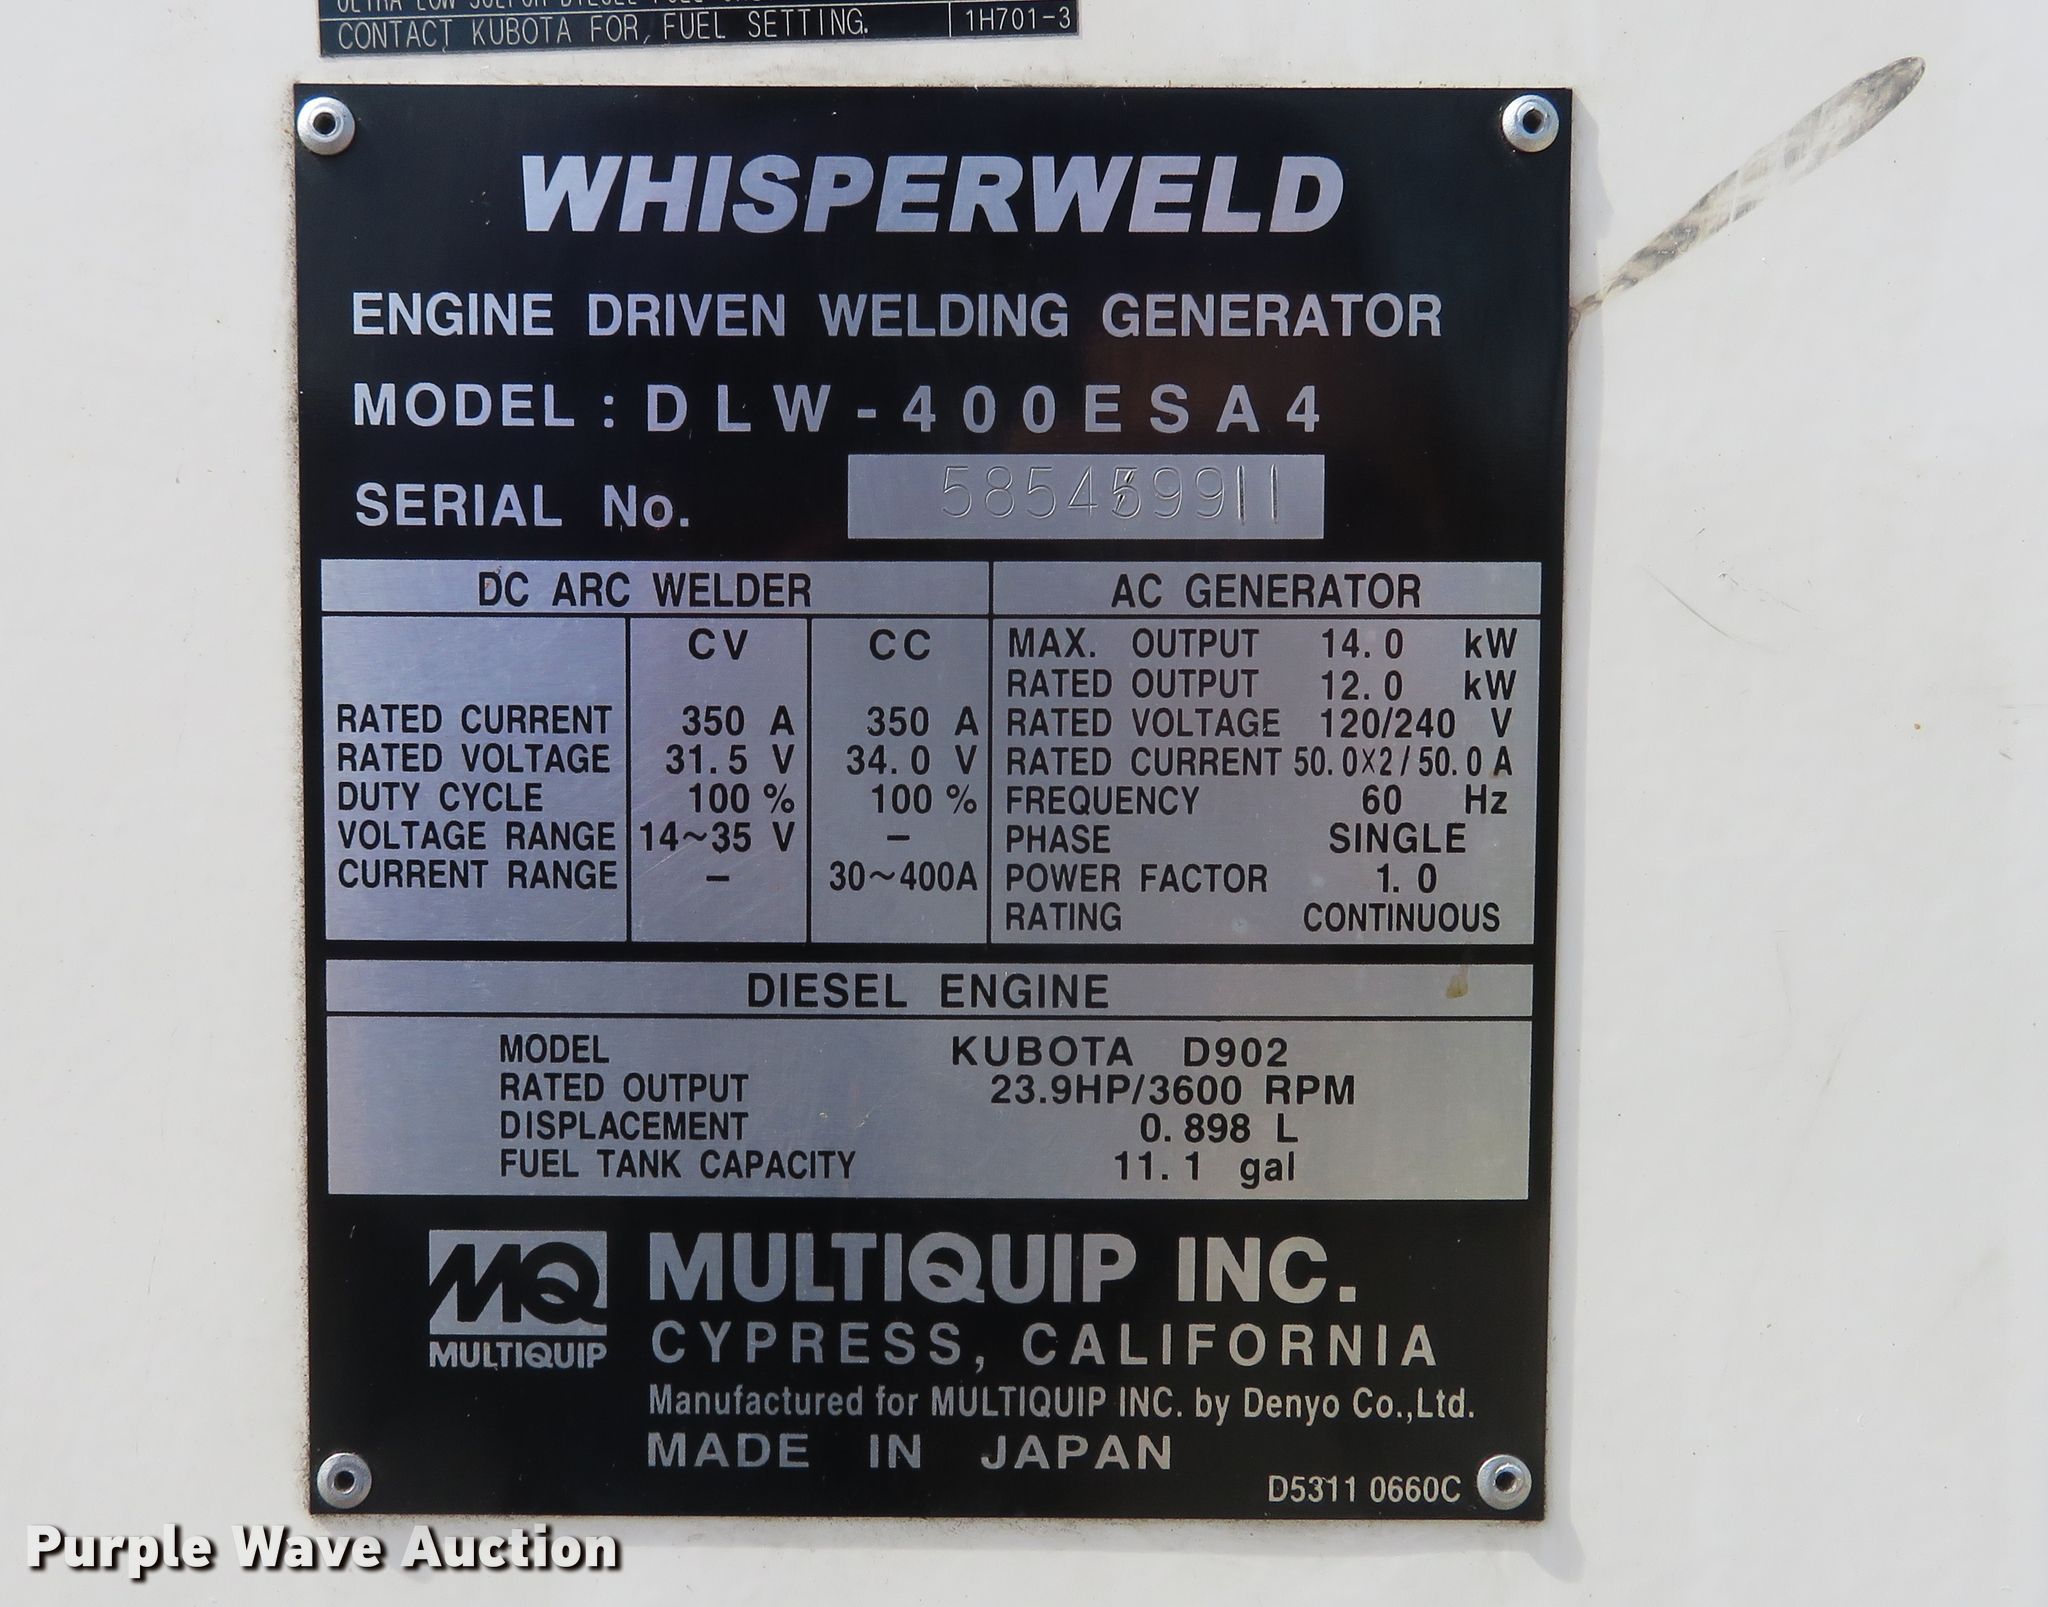 CONTACT KUBOTA FOR FUEL SETTING. 1H701-3
WHISPERWELD
ENGINE DRIVEN WELDING GENERATOR
MODEL : DLW-400ESA4
SERIAL No.
DC ARC WELDER AC GENERATOR
CV CC MAX. OUTPUT 14.0 kW
RATED OUTPUT 12.0 kW
RATED CURRENT 350 A 350 A RATED VOLTAGE 120/240 V
RATED VOLTAGE 31.5 V 34.0 V RATED CURRENT 50.0×2/50.0 A
DUTY CYCLE 100 % 100 % FREQUENCY 60 Hz
VOLTAGE RANGE 14~35 V – PHASE SINGLE
CURRENT RANGE – 30~400A POWER FACTOR 1.0
RATING CONTINUOUS
DIESEL ENGINE
MODEL KUBOTA D902
RATED OUTPUT 23.9HP/3600 RPM
DISPLACEMENT 0.898 L
FUEL TANK CAPACITY 11.1 gal
MQ MULTIQUIP
MULTIQUIP INC.
CYPRESS, CALIFORNIA
Manufactured for MULTIQUIP INC. by Denyo Co.,Ltd.
MADE IN JAPAN
D5311 0660C
Purple Wave Auction